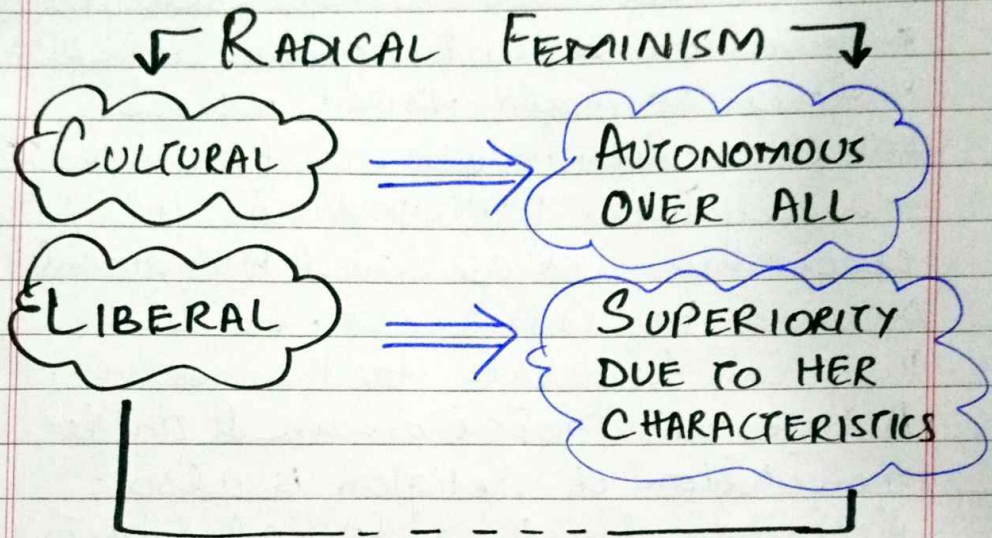 RADICAL FEMINISM
CULTURAL
AUTONOMOUS
OVER ALL
LIBERAL
SUPERIORITY
DUE TO HER
CHARACTERISTICS